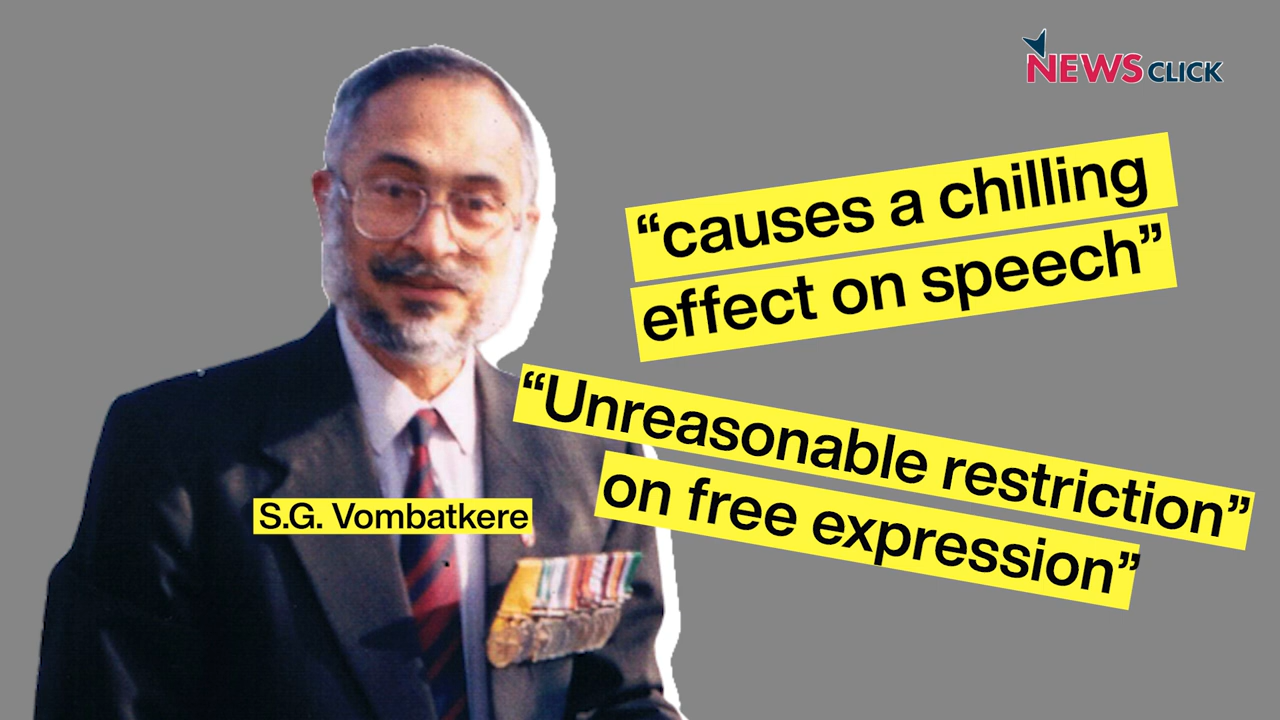 NEWSCLICK
“causes a chilling
effect on speech”
“Unreasonable restriction”
on free expression”
S.G. Vombatkere